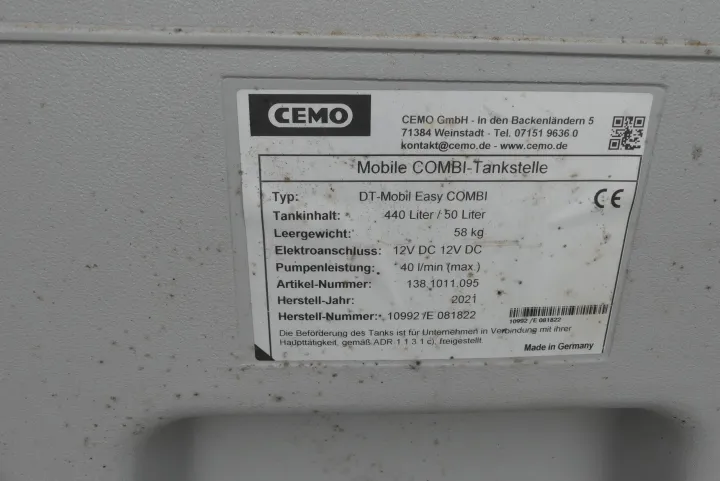 CEMO
CEMO GmbH - In den Backenländern 5
71384 Weinstadt - Tel. 07151 9636 0
kontakt@cemo.de - www.cemo.de
Mobile COMBI-Tankstelle
Typ: DT-Mobil Easy COMBI CE
Tankinhalt: 440 Liter / 50 Liter
Leergewicht: 58 kg
Elektroanschluss: 12V DC 12V DC
Pumpenleistung: 40 l/min (max.)
Artikel-Nummer: 138.1011.095
Herstell-Jahr: 2021
Herstell-Nummer: 10992 /E 081822
10992 /E 081822
Die Beförderung des Tanks ist für Unternehmen in Verbindung mit ihrer
Haupttätigkeit, gemäß ADR 1 1 3 1 c), freigestellt
Made in Germany